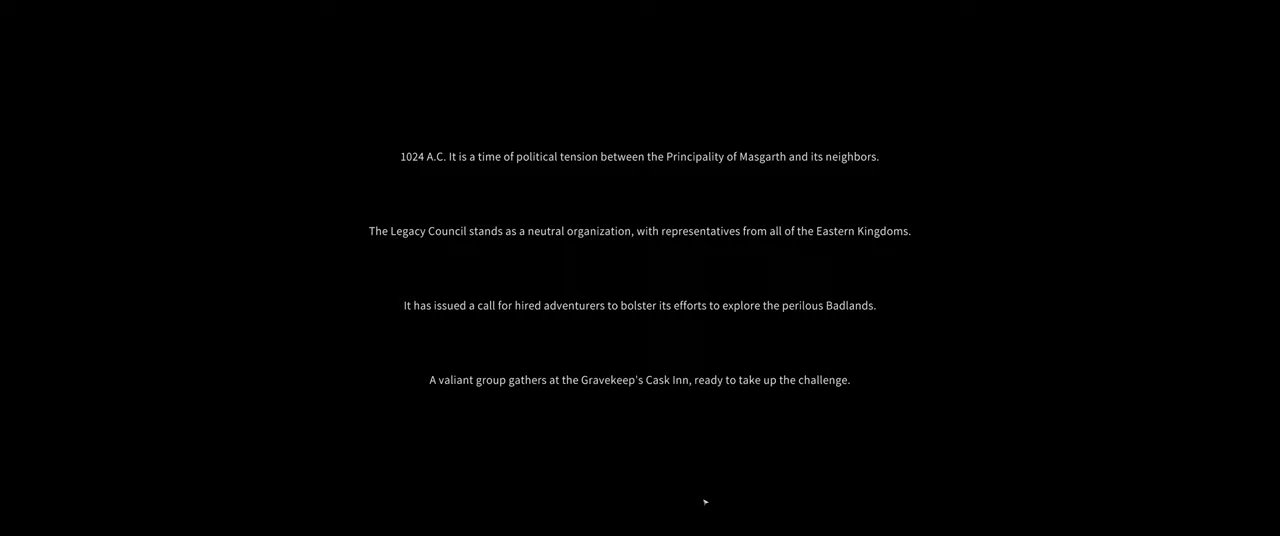 1024 A.C. It is a time of political tension between the Principality of Masgarth and its neighbors.
The Legacy Council stands as a neutral organization, with representatives from all of the Eastern Kingdoms.
It has issued a call for hired adventurers to bolster its efforts to explore the perilous Badlands.
A valiant group gathers at the Gravekeep's Cask Inn, ready to take up the challenge.